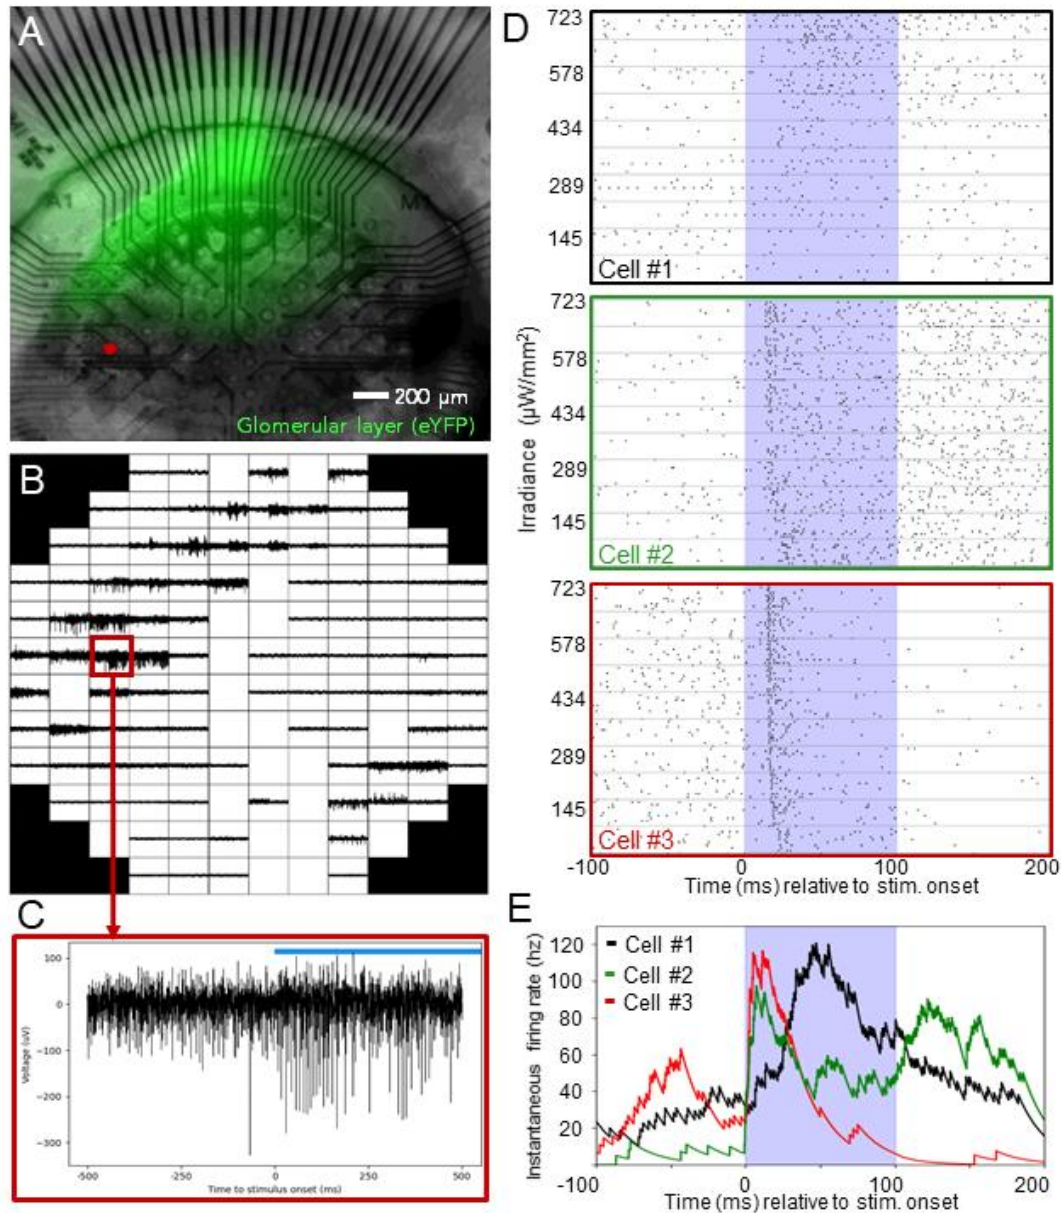 A
A1
M1
200 µm
Glomerular layer (eYFP)
B
C
100
0
−100
−200
−300
Voltage (uV)
-500
-250
0
250
500
Time to stimulus onset (ms)
D
Irradiance (µW/mm²)
723
578
434
289
145
Cell #1
723
578
434
289
145
Cell #2
723
578
434
289
145
Cell #3
-100
0
100
200
Time (ms) relative to stim. onset
E
Instantaneous firing rate (hz)
120
100
80
60
40
20
Cell #1
Cell #2
Cell #3
-100
0
100
200
Time (ms) relative to stim. onset